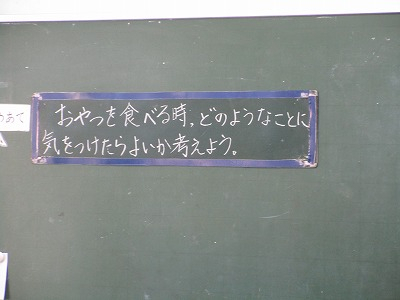 おやつを食べる時、どのようなことに
気をつけたらよいか考えよう。